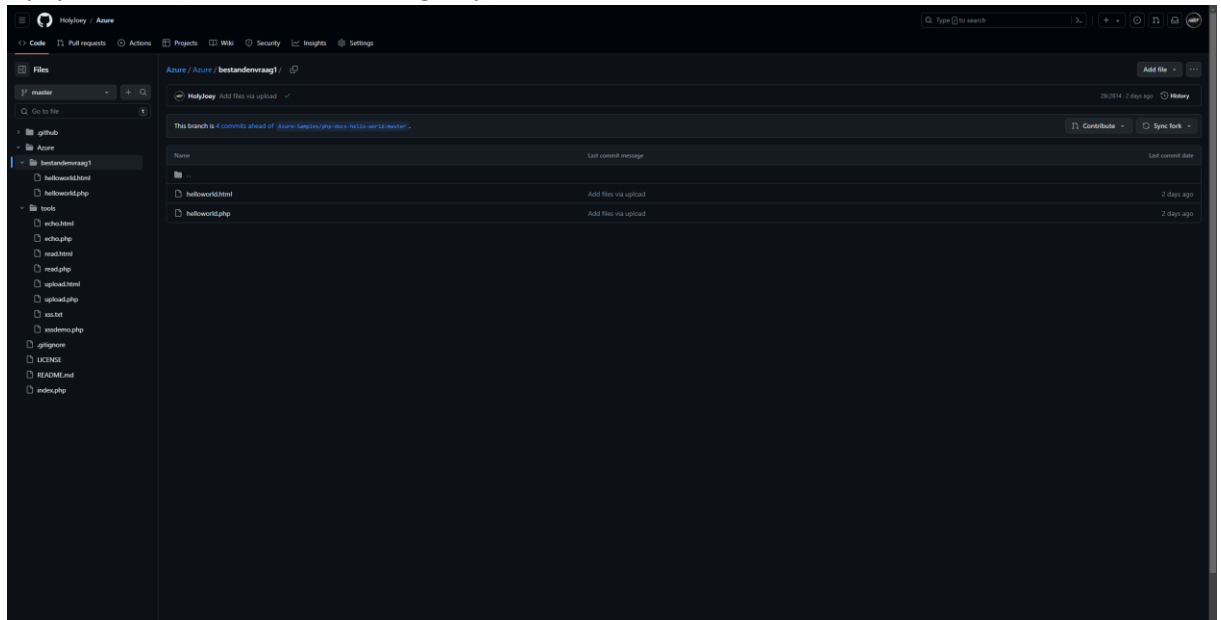 HolyJoey / Azure
Type / to search
Code
Pull requests
Actions
Projects
Wiki
Security
Insights
Settings
Files
master
Go to file
t
.github
Azure
bestandenvraag1
helloworld.html
helloworld.php
tools
echo.html
echo.php
read.html
read.php
upload.html
upload.php
xss.txt
xssdemo.php
.gitignore
LICENSE
README.md
index.php
Azure / Azure / bestandenvraag1 /
Add file
HolyJoey Add files via upload
2 days ago History
This branch is 4 commits ahead of Azure-Samples/php-docs-hello-world:master .
Contribute
Sync fork
Name Last commit message Last commit date
..
helloworld.html Add files via upload 2 days ago
helloworld.php Add files via upload 2 days ago